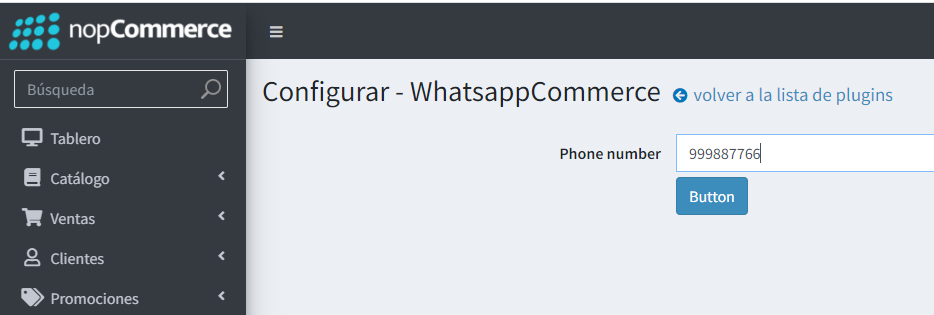 nopCommerce
Búsqueda
Tablero
Catálogo
Ventas
Clientes
Promociones
Configurar - WhatsappCommerce volver a la lista de plugins
Phone number 999887766
Button